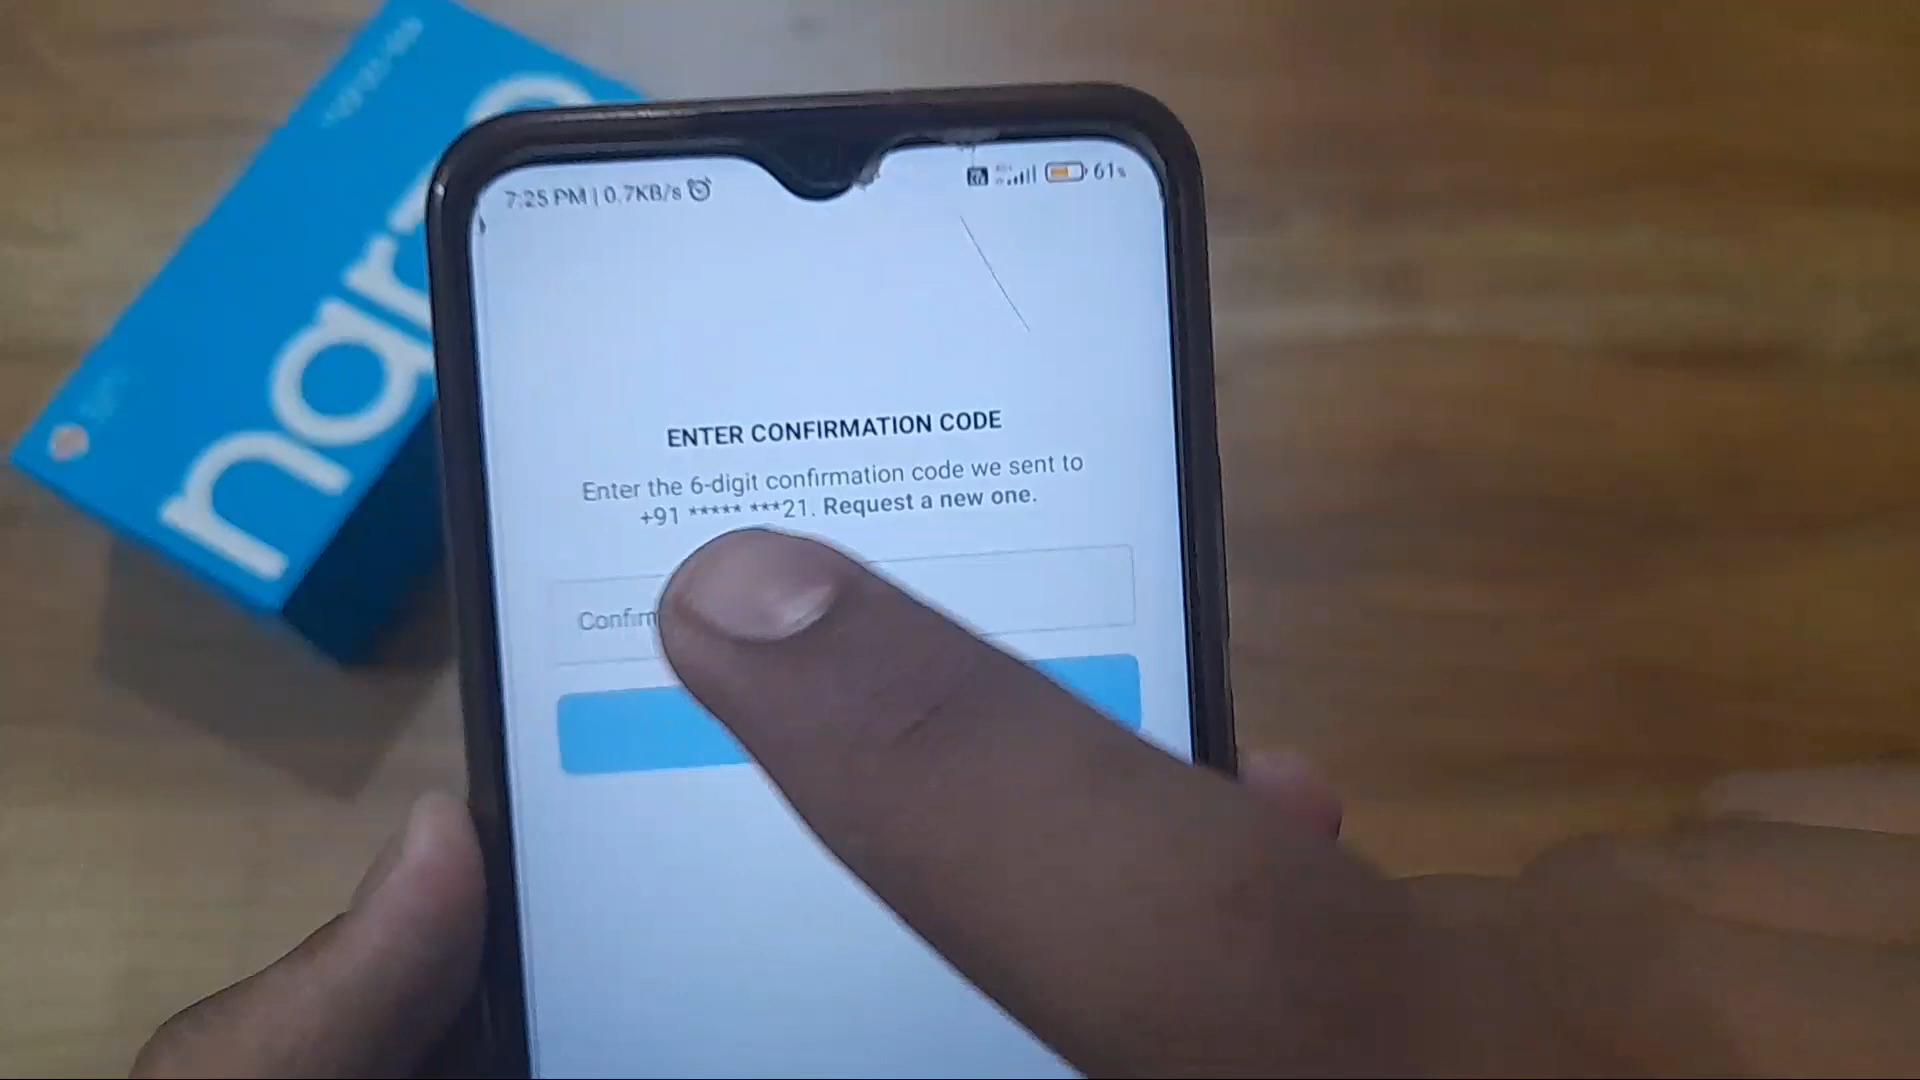 7:25 PM | 0.7KB/s
61%
narzo
ENTER CONFIRMATION CODE
Enter the 6-digit confirmation code we sent to
+91 ***** ***21. Request a new one.
Confirm